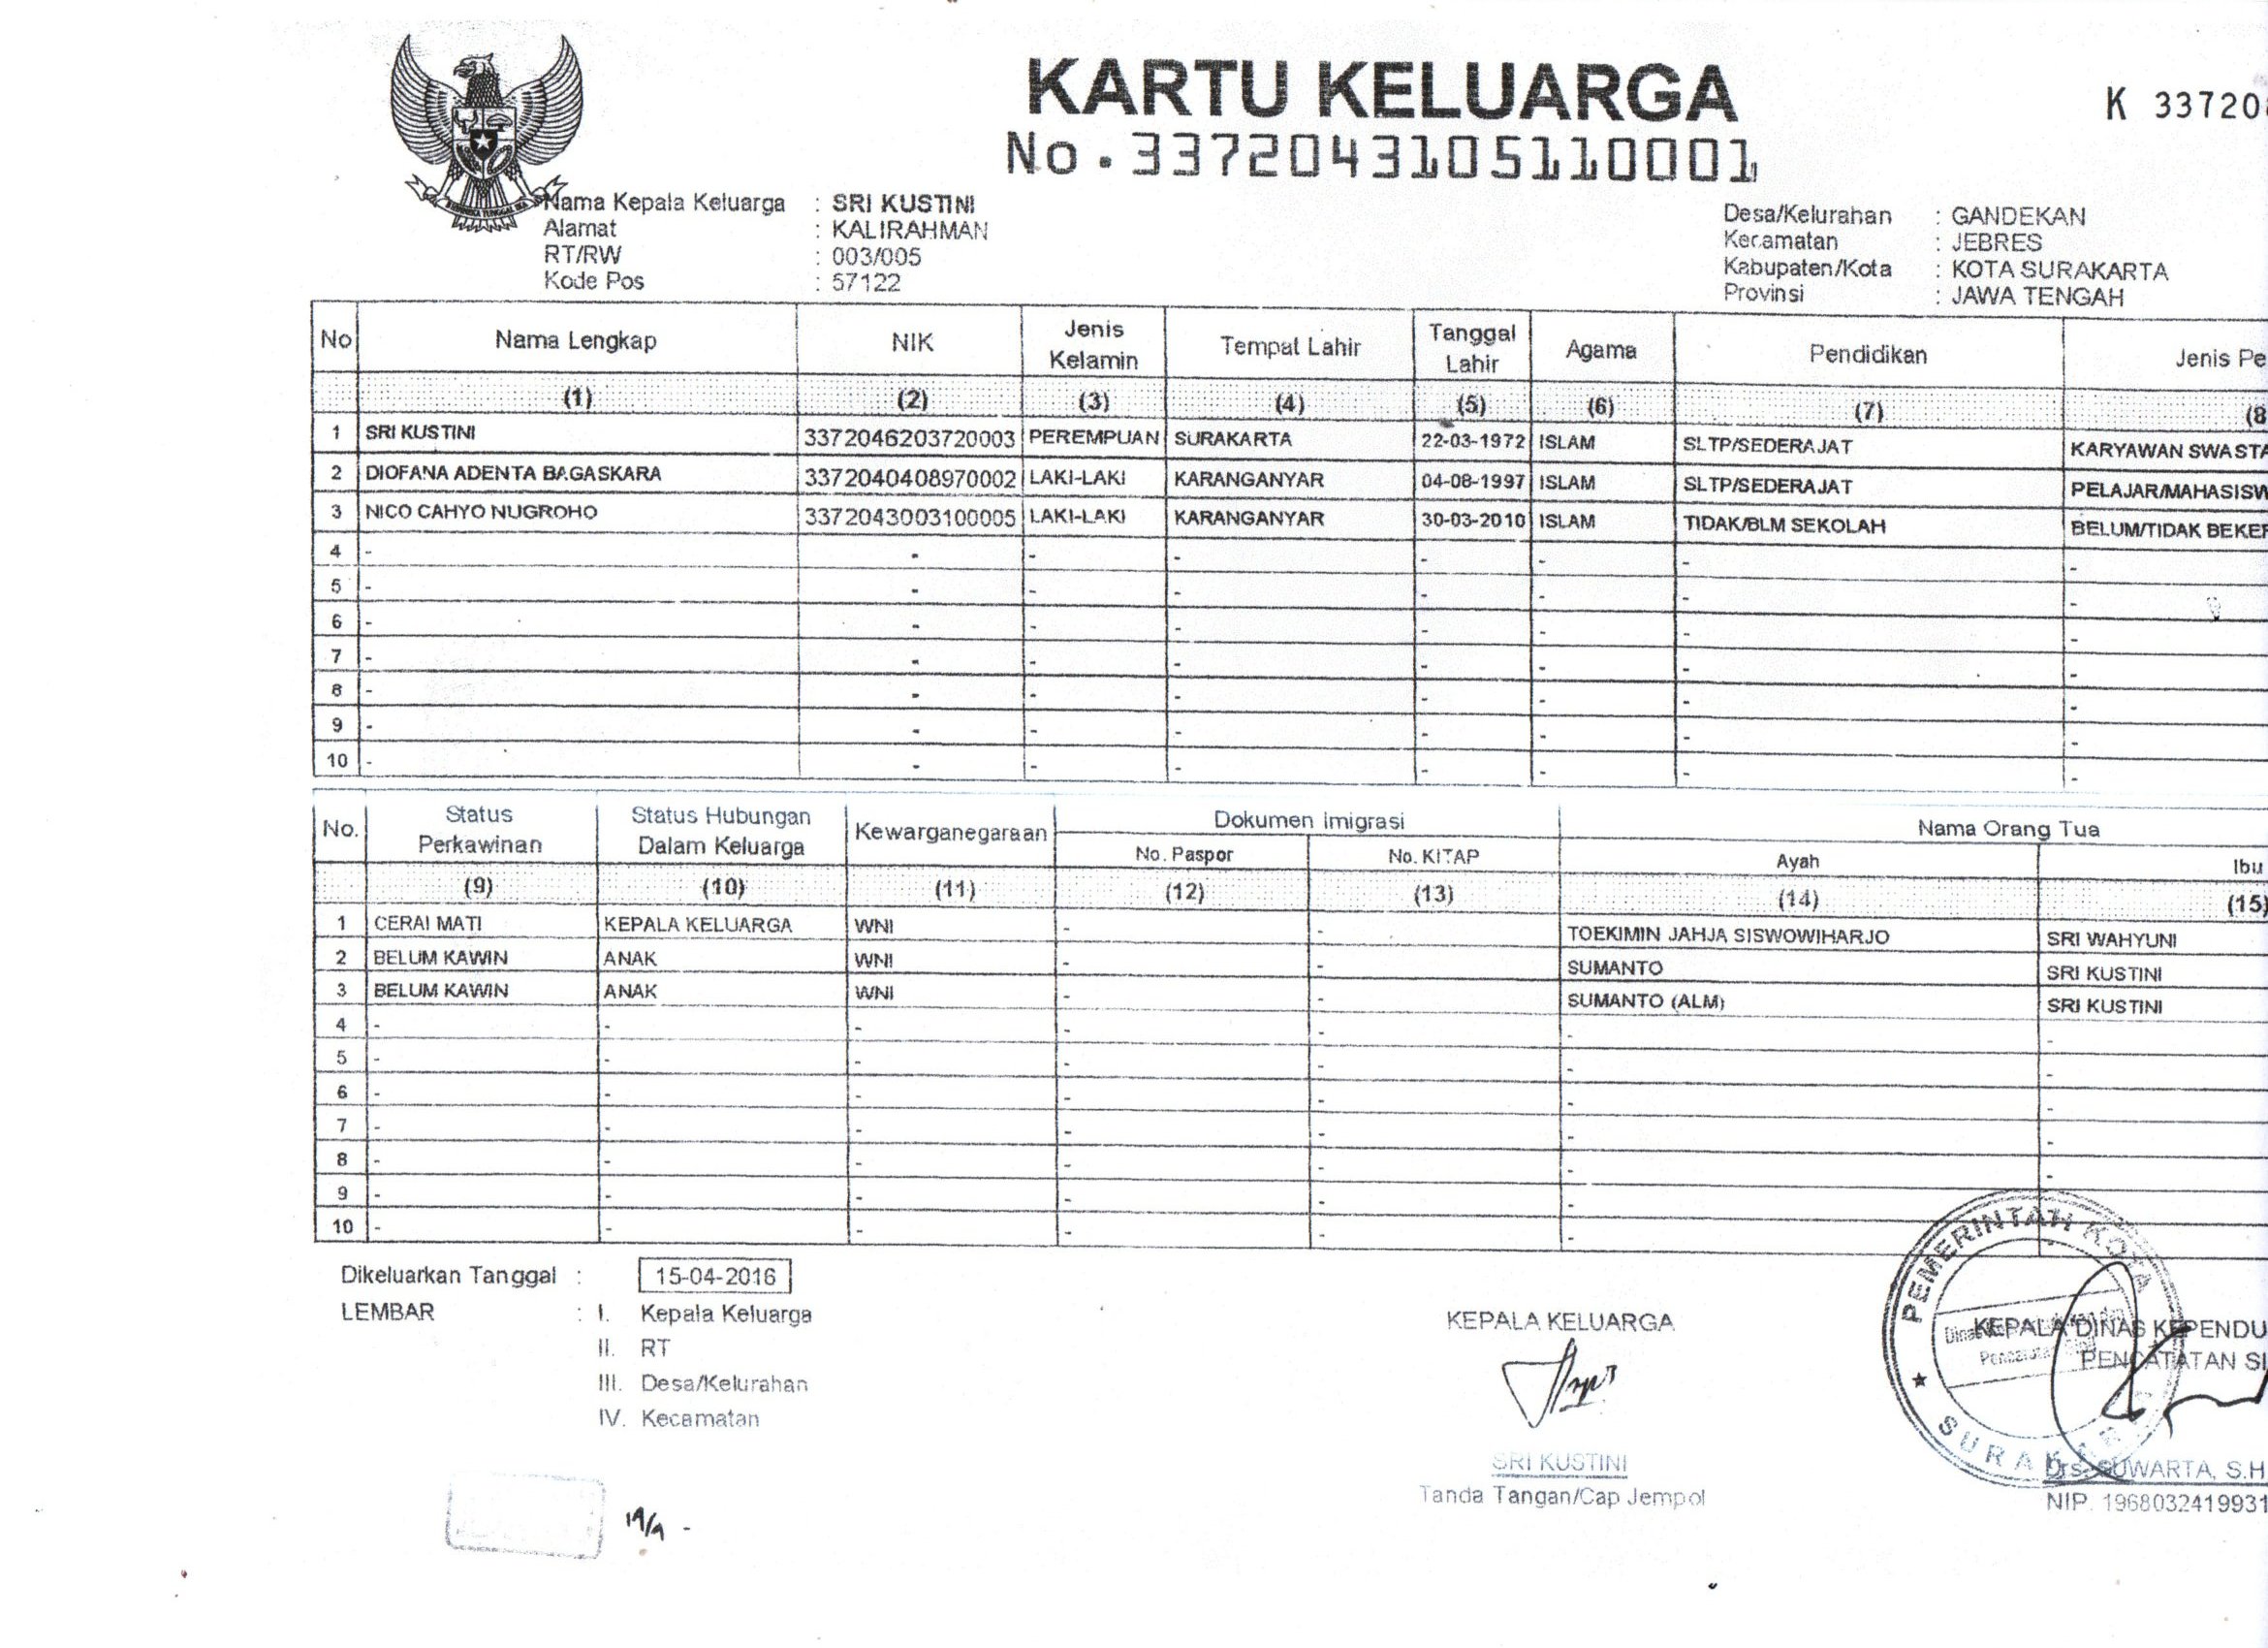 KARTU KELUARGA
No.3372043105110001
K 33720
Nama Kepala Keluarga : SRI KUSTINI
Alamat : KALIRAHMAN
RT/RW : 003/005
Kode Pos : 57122
Desa/Kelurahan : GANDEKAN
Kecamatan : JEBRES
Kabupaten/Kota : KOTA SURAKARTA
Provinsi : JAWA TENGAH
No Nama Lengkap NIK Jenis Kelamin Tempat Lahir Tanggal Lahir Agama Pendidikan Jenis Pe
(1) (2) (3) (4) (5) (6) (7) (8
1 SRI KUSTINI 3372046203720003 PEREMPUAN SURAKARTA 22-03-1972 ISLAM SLTP/SEDERAJAT KARYAWAN SWASTA
2 DIOFANA ADENTA BAGASKARA 3372040408970002 LAKI-LAKI KARANGANYAR 04-08-1997 ISLAM SLTP/SEDERAJAT PELAJAR/MAHASISW
3 NICO CAHYO NUGROHO 3372043003100005 LAKI-LAKI KARANGANYAR 30-03-2010 ISLAM TIDAK/BLM SEKOLAH BELUM/TIDAK BEKER
4 - - - - - - - -
5 - - - - - - - -
6 - - - - - - - -
7 - - - - - - - -
8 - - - - - - - -
9 - - - - - - - -
10 - - - - - - - -
No. Status Perkawinan Status Hubungan Dalam Keluarga Kewarganegaraan Dokumen Imigrasi Nama Orang Tua
No. Paspor No. KITAP Ayah Ibu
(9) (10) (11) (12) (13) (14) (15)
1 CERAI MATI KEPALA KELUARGA WNI - - TOEKIMIN JAHJA SISWOWIHARJO SRI WAHYUNI
2 BELUM KAWIN ANAK WNI - - SUMANTO SRI KUSTINI
3 BELUM KAWIN ANAK WNI - - SUMANTO (ALM) SRI KUSTINI
4 - - - - - - -
5 - - - - - - -
6 - - - - - - -
7 - - - - - - -
8 - - - - - - -
9 - - - - - - -
10 - - - - - - -
Dikeluarkan Tanggal : 15-04-2016
LEMBAR : I. Kepala Keluarga
II. RT
III. Desa/Kelurahan
IV. Kecamatan
KEPALA KELUARGA
SRI KUSTINI
Tanda Tangan/Cap Jempol
PEMERINTAH KOTA
SURAKARTA
KEPALA DINAS KEPENDU
PENCATATAN SI
Drs. SUWARTA, S.H
NIP. 1968032419931